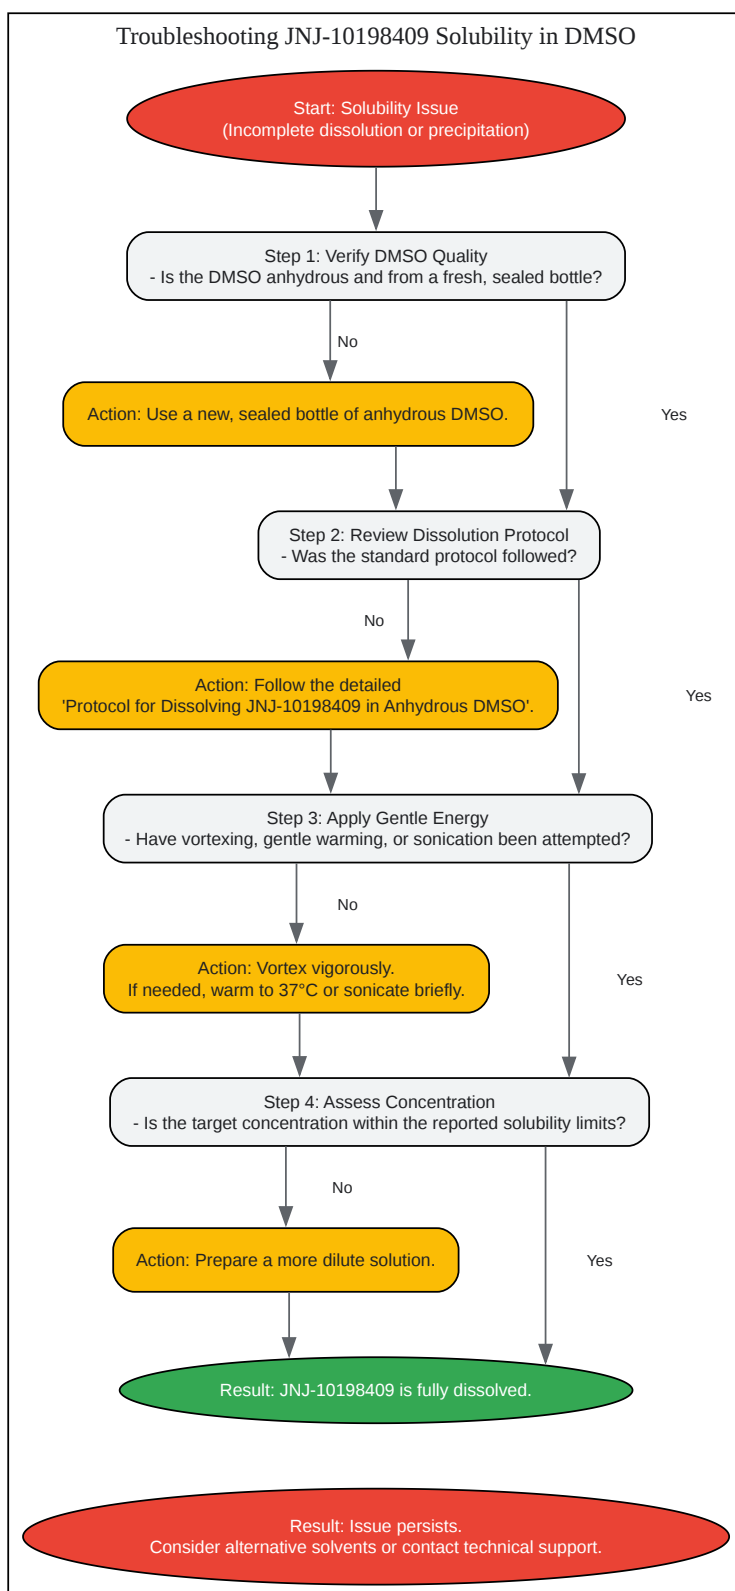 Troubleshooting JNJ-10198409 Solubility in DMSO
Start: Solubility Issue
(Incomplete dissolution or precipitation)
Step 1: Verify DMSO Quality
- Is the DMSO anhydrous and from a fresh, sealed bottle?
No
Action: Use a new, sealed bottle of anhydrous DMSO.
Yes
Step 2: Review Dissolution Protocol
- Was the standard protocol followed?
No
Action: Follow the detailed
'Protocol for Dissolving JNJ-10198409 in Anhydrous DMSO'.
Yes
Step 3: Apply Gentle Energy
- Have vortexing, gentle warming, or sonication been attempted?
No
Action: Vortex vigorously.
If needed, warm to 37°C or sonicate briefly.
Yes
Step 4: Assess Concentration
- Is the target concentration within the reported solubility limits?
No
Action: Prepare a more dilute solution.
Yes
Result: JNJ-10198409 is fully dissolved.
Result: Issue persists.
Consider alternative solvents or contact technical support.